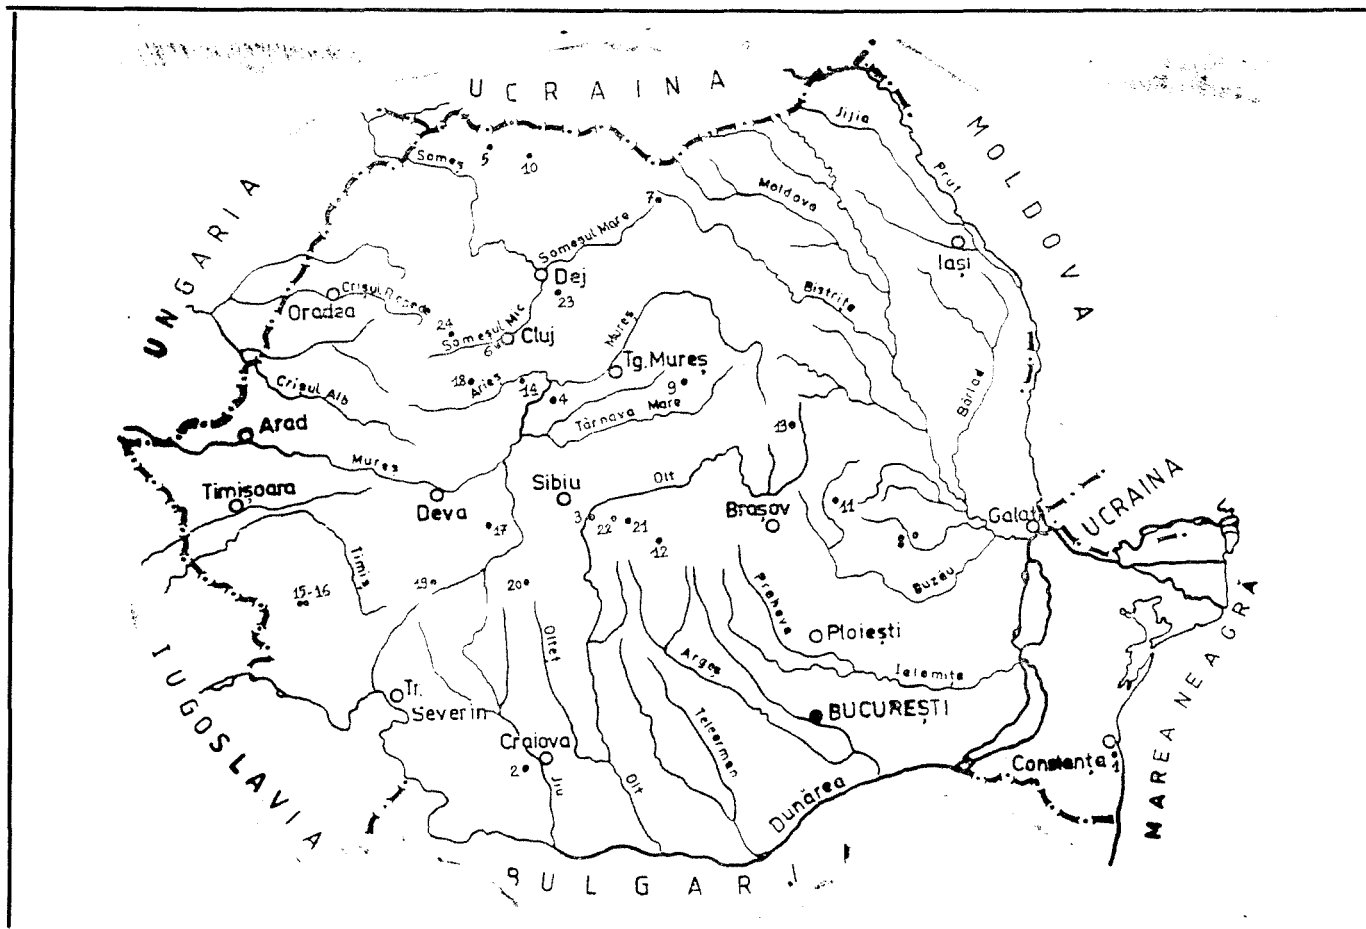 UCRAINA
MOLDOVA
UNGARIA
Jijia
Prut
Someș
5
10
Moldova
7
Someșul Mare
Iași
Dej
23
Crișul Repede
Oradea
Bistrița
24
Someșul Mic
6
Cluj
Mureș
Tg. Mureș
18
Arieș
14
4
9
Crișul Alb
Târnava Mare
Bârlad
Arad
13
Mureș
Olt
Sibiu
Timișoara
Deva
3
22
21
Brașov
11
Galați
UCRAINA
17
12
8
Timiș
15-16
19
20
Buzău
Prahova
Olteț
Ploiești
Argeș
Ialomița
Tr.
Severin
BUCUREȘTI
Teleorman
Craiova
2
Jiu
Olt
Constanța
1
Dunărea
MAREA NEAGRĂ
IUGOSLAVIA
BULGARI